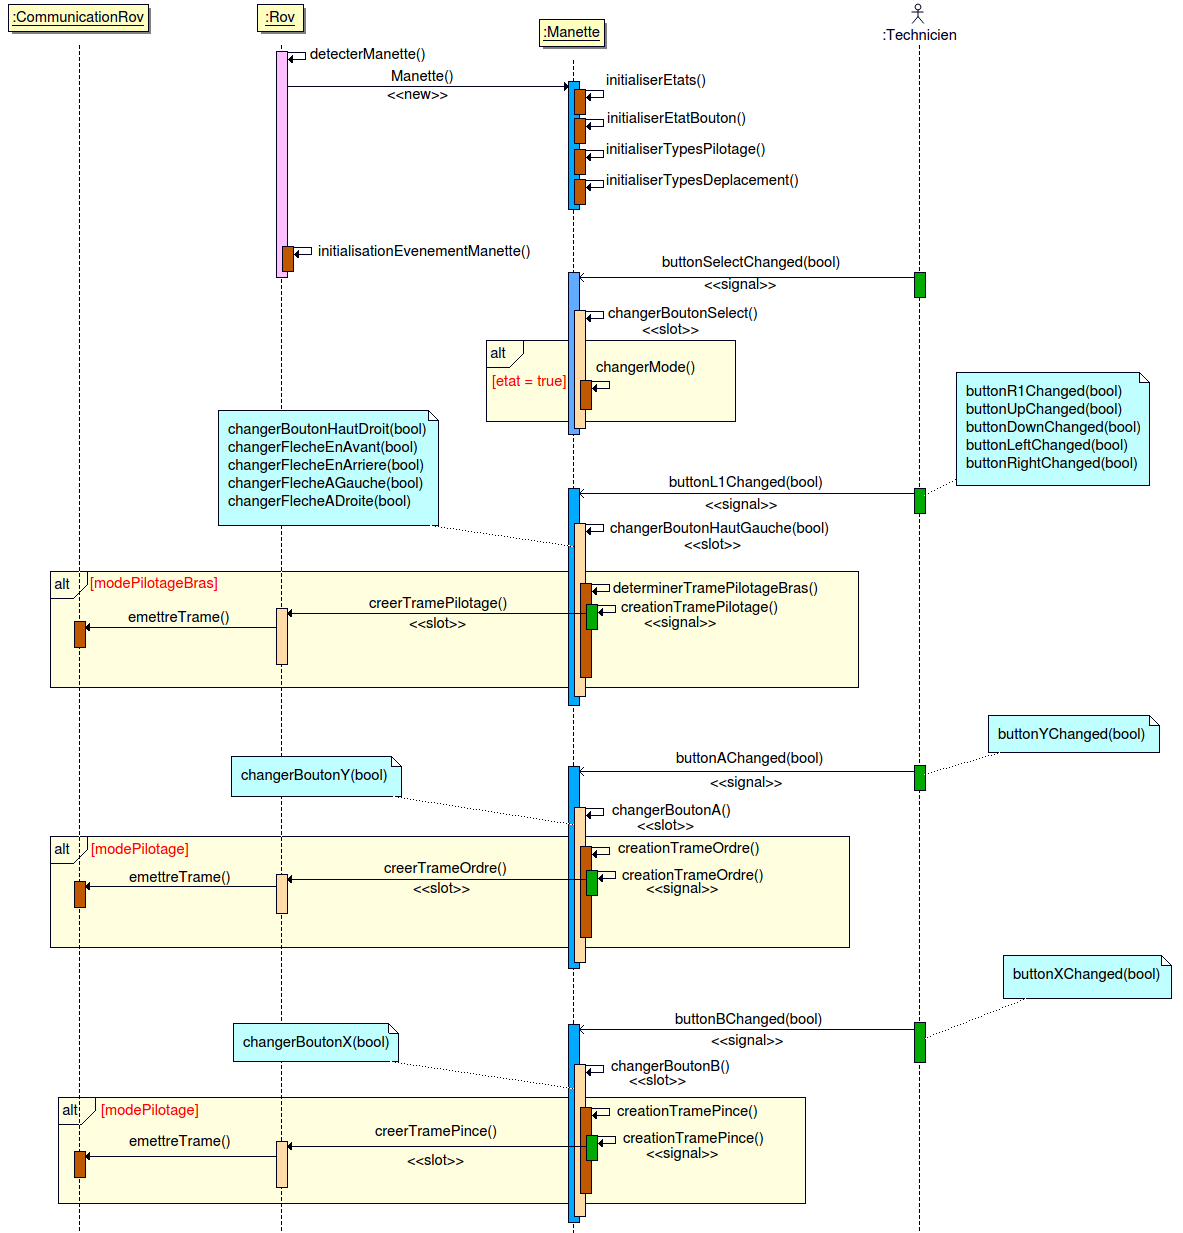 :CommunicationRov
:Rov
:Manette
:Technicien
detecterManette()
Manette()
<<new>>
initialiserEtats()
initialiserEtatBouton()
initialiserTypesPilotage()
initialiserTypesDeplacement()
initialisationEvenementManette()
buttonSelectChanged(bool)
<<signal>>
changerBoutonSelect()
<<slot>>
alt
[etat = true]
changerMode()
buttonR1Changed(bool)
buttonUpChanged(bool)
buttonDownChanged(bool)
buttonLeftChanged(bool)
buttonRightChanged(bool)
changerBoutonHautDroit(bool)
changerFlecheEnAvant(bool)
changerFlecheEnArriere(bool)
changerFlecheAGauche(bool)
changerFlecheADroite(bool)
buttonL1Changed(bool)
<<signal>>
changerBoutonHautGauche(bool)
<<slot>>
alt
[modePilotageBras]
determinerTramePilotageBras()
creationTramePilotage()
<<signal>>
creerTramePilotage()
<<slot>>
emettreTrame()
buttonYChanged(bool)
buttonAChanged(bool)
<<signal>>
changerBoutonY(bool)
changerBoutonA()
<<slot>>
alt
[modePilotage]
creationTrameOrdre()
creationTrameOrdre()
<<signal>>
creerTrameOrdre()
<<slot>>
emettreTrame()
buttonXChanged(bool)
buttonBChanged(bool)
<<signal>>
changerBoutonX(bool)
changerBoutonB()
<<slot>>
alt
[modePilotage]
creationTramePince()
creationTramePince()
<<signal>>
creerTramePince()
<<slot>>
emettreTrame()